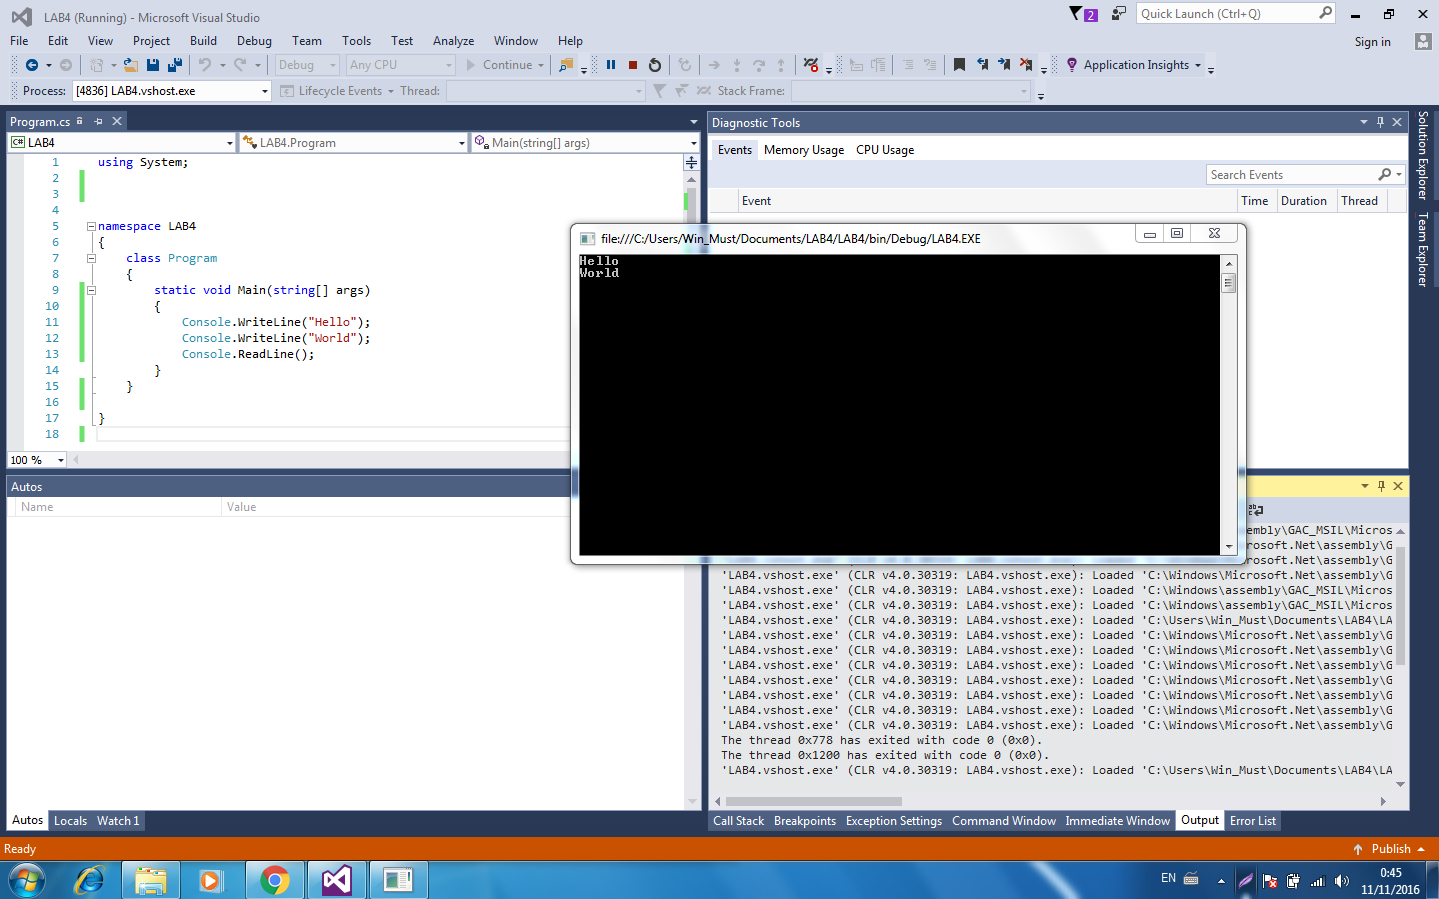 LAB4 (Running) - Microsoft Visual Studio
2
Quick Launch (Ctrl+Q)
File Edit View Project Build Debug Team Tools Test Analyze Window Help
Sign in
Debug Any CPU Continue Application Insights
Process: [4836] LAB4.vshost.exe Lifecycle Events Thread: Stack Frame:
Program.cs
C# LAB4 LAB4.Program Main(string[] args)
1 using System;
2
3
4
5 namespace LAB4
6 {
7 class Program
8 {
9 static void Main(string[] args)
10 {
11 Console.WriteLine("Hello");
12 Console.WriteLine("World");
13 Console.ReadLine();
14 }
15 }
16
17 }
18
100 %
Diagnostic Tools
Events Memory Usage CPU Usage
Search Events
Event Time Duration Thread
Solution Explorer
Team Explorer
file:///C:/Users/Win_Must/Documents/LAB4/LAB4/bin/Debug/LAB4.EXE
Hello
World
Autos
Name Value
embly\GAC_MSIL\Micros
rosoft.Net\assembly\G
rosoft.Net\assembly\G
'LAB4.vshost.exe' (CLR v4.0.30319: LAB4.vshost.exe): Loaded 'C:\Windows\Microsoft.Net\assembly\G
'LAB4.vshost.exe' (CLR v4.0.30319: LAB4.vshost.exe): Loaded 'C:\Windows\assembly\GAC_MSIL\Micros
'LAB4.vshost.exe' (CLR v4.0.30319: LAB4.vshost.exe): Loaded 'C:\Windows\Microsoft.Net\assembly\G
'LAB4.vshost.exe' (CLR v4.0.30319: LAB4.vshost.exe): Loaded 'C:\Users\Win_Must\Documents\LAB4\LA
'LAB4.vshost.exe' (CLR v4.0.30319: LAB4.vshost.exe): Loaded 'C:\Windows\Microsoft.Net\assembly\G
'LAB4.vshost.exe' (CLR v4.0.30319: LAB4.vshost.exe): Loaded 'C:\Windows\Microsoft.Net\assembly\G
'LAB4.vshost.exe' (CLR v4.0.30319: LAB4.vshost.exe): Loaded 'C:\Windows\Microsoft.Net\assembly\G
'LAB4.vshost.exe' (CLR v4.0.30319: LAB4.vshost.exe): Loaded 'C:\Windows\Microsoft.Net\assembly\G
'LAB4.vshost.exe' (CLR v4.0.30319: LAB4.vshost.exe): Loaded 'C:\Windows\Microsoft.Net\assembly\G
'LAB4.vshost.exe' (CLR v4.0.30319: LAB4.vshost.exe): Loaded 'C:\Windows\Microsoft.Net\assembly\G
'LAB4.vshost.exe' (CLR v4.0.30319: LAB4.vshost.exe): Loaded 'C:\Windows\Microsoft.Net\assembly\G
The thread 0x778 has exited with code 0 (0x0).
The thread 0x1200 has exited with code 0 (0x0).
'LAB4.vshost.exe' (CLR v4.0.30319: LAB4.vshost.exe): Loaded 'C:\Users\Win_Must\Documents\LAB4\LA
Autos Locals Watch 1
Call Stack Breakpoints Exception Settings Command Window Immediate Window Output Error List
Ready
Publish
EN
0:45
11/11/2016